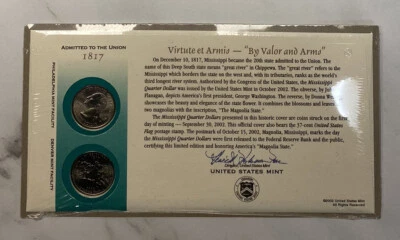 ADMITTED TO THE UNION
1817
PHILADELPHIA MINT FACILITY
DENVER MINT FACILITY
Virtute et Armis — "By Valor and Arms"
On December 10, 1817, Mississippi became the 20th state admitted to the Union. The
name of this Deep South state means "great river" in Chippewa. The "great river" refers to the
Mississippi which borders the state on the west and, with its tributaries, ranks as the world's
third longest river system. Authorized by the Congress of the United States, the Mississippi
Quarter Dollar was issued by the United States Mint in October 2002. The obverse, by
Flanagan, depicts America's first president, George Washington. The reverse, by Donna
showcases the beauty and elegance of the state flower. It combines the blossoms and leaves
two magnolias with the inscription, "The Magnolia State."
The Mississippi Quarter Dollars presented in this historic cover are coins struck on the first
day of minting — September 30, 2002. This official cover also bears the 37-cent United States
Flag postage stamp. The postmark of October 15, 2002, Magnolia, Mississippi, marks the day
the Mississippi Quarter Dollars were first released to the Federal Reserve Bank and the public,
certifying this limited edition and honoring America's "Magnolia State."
UNITED STATES MINT
©2002 United States Mint
All Rights Reserved